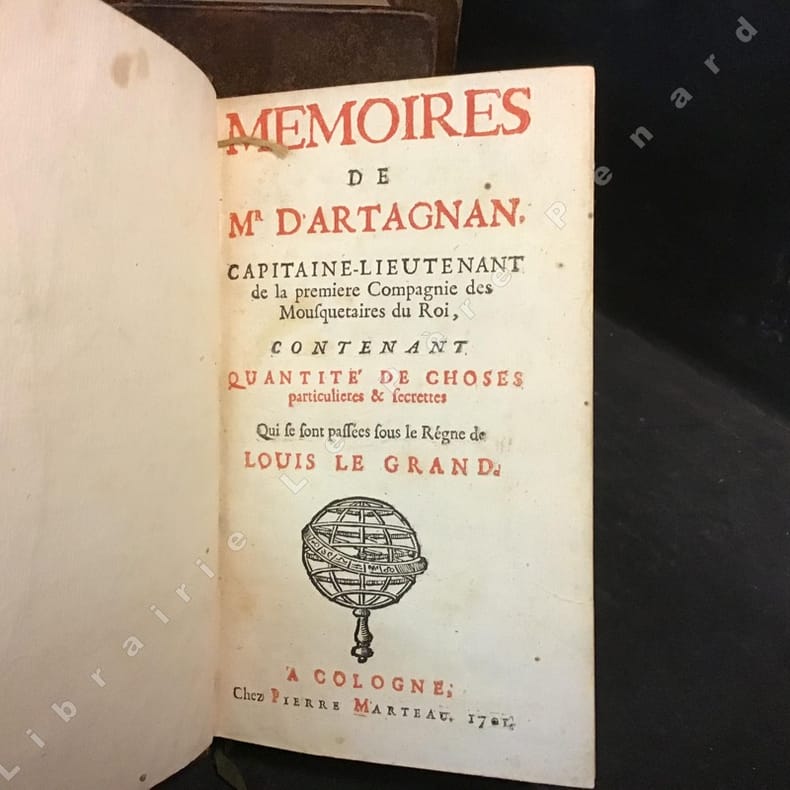 MEMOIRES
DE
MR D'ARTAGNAN.
CAPITAINE-LIEUTENANT
de la premiere Compagnie des
Mouſquetaires du Roi,
CONTENANT
QUANTITE' DE CHOSES
particulieres & ſecrettes
Qui ſe ſont paſſées ſous le Régne de
LOUIS LE GRAND.
A COLOGNE,
Chez PIERRE MARTEAU. 1701.
Librairie Le Père Penard